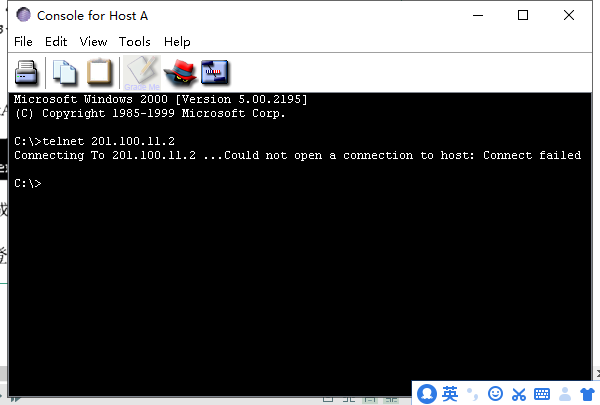 Console for Host A
File Edit View Tools Help
Grade Me
Microsoft Windows 2000 [Version 5.00.2195]
(C) Copyright 1985-1999 Microsoft Corp.
C:\>telnet 201.100.11.2
Connecting To 201.100.11.2 ...Could not open a connection to host: Connect failed
C:\>
英